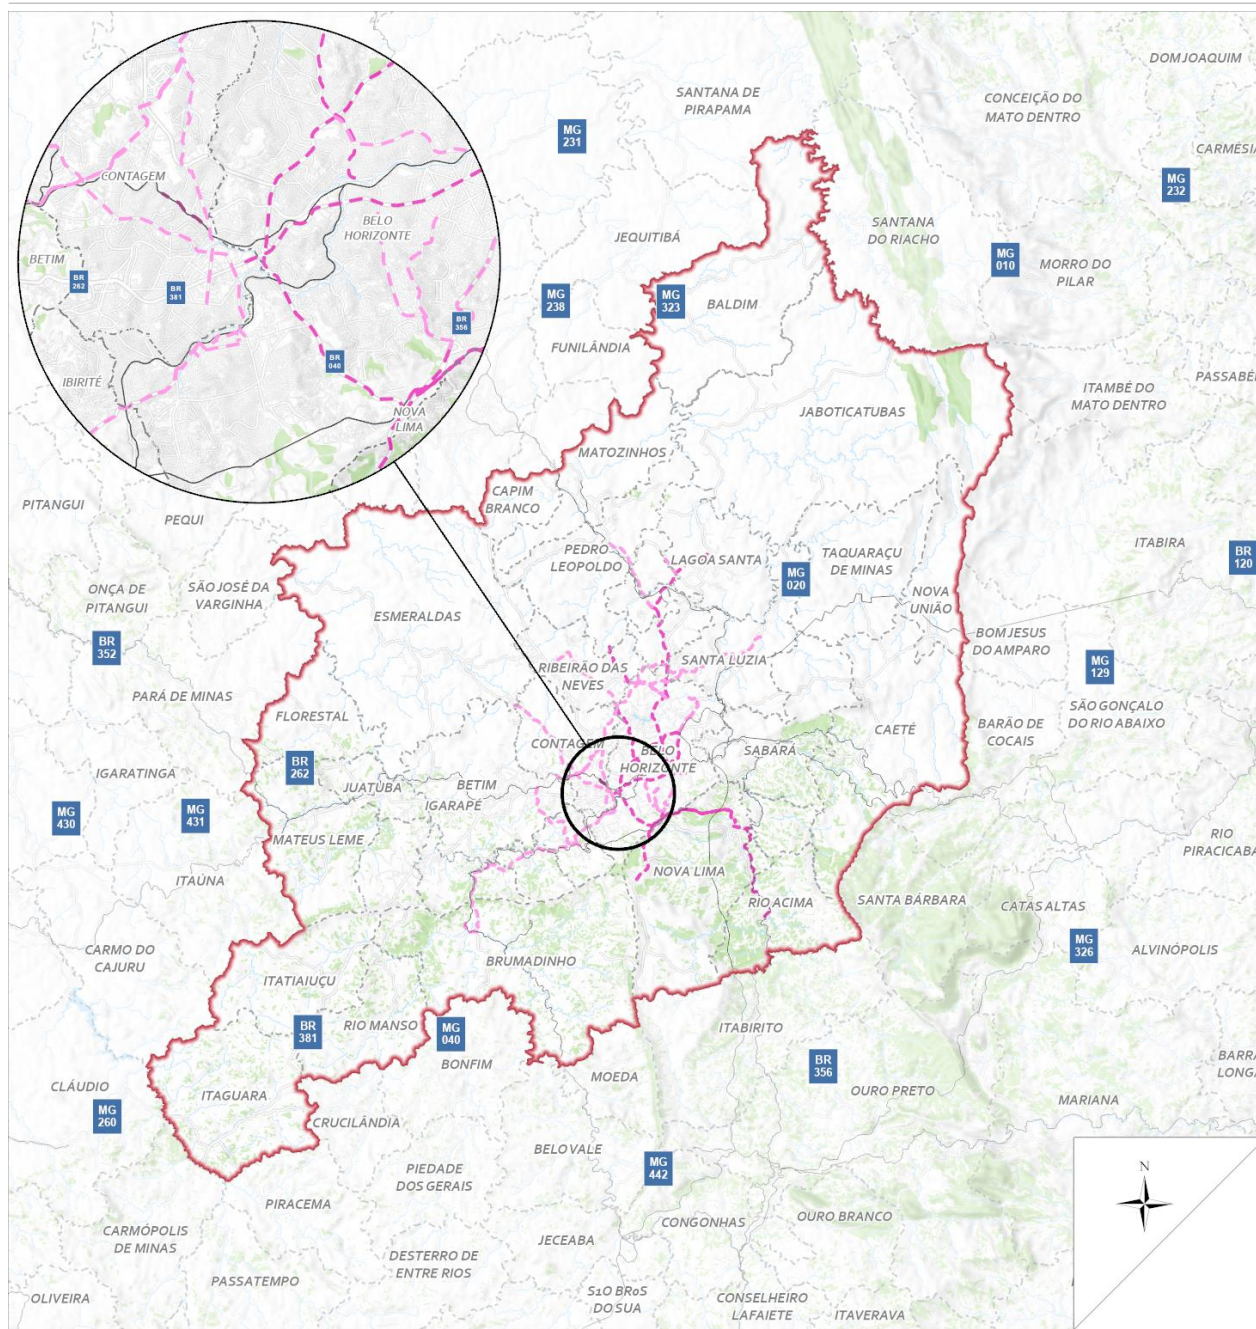 DOM JOAQUIM
SANTANA DE
PIRAPAMA
CONCEIÇÃO DO
MATO DENTRO
MG
231
CARMÉSIA
MG
232
CONTAGEM
BELO
HORIZONTE
SANTANA
DO RIACHO
JEQUITIBÁ
BETIM
BR
262
BR
381
BR
356
MG
010
MORRO DO
PILAR
MG
238
MG
323
BALDIM
FUNILÂNDIA
BR
040
IBIRITÉ
NOVA
LIMA
ITAMBÉ DO
MATO DENTRO
PASSABÉ
JABOTICATUBAS
MATOZINHOS
CAPIM
BRANCO
PITANGUI
PEQUI
ITABIRA
BR
120
PEDRO
LEOPOLDO
LAGOA SANTA
MG
020
TAQUARAÇU
DE MINAS
NOVA
UNIÃO
ONÇA DE
PITANGUI
SÃO JOSÉ DA
VARGINHA
ESMERALDAS
BOM JESUS
DO AMPARO
BR
352
MG
129
RIBEIRÃO DAS
NEVES
SANTA LUZIA
PARÁ DE MINAS
SÃO GONÇALO
DO RIO ABAIXO
FLORESTAL
BARÃO DE
COCAIS
CAETÉ
CONTAGEM
BELO
HORIZONTE
SABARÁ
BR
262
IGARATINGA
JUATUBA
BETIM
IGARAPÉ
MG
430
MG
431
MATEUS LEME
RIO
PIRACICABA
ITAÚNA
NOVA LIMA
RIO ACIMA
SANTA BÁRBARA
CATAS ALTAS
MG
326
ALVINÓPOLIS
CARMO DO
CAJURU
BRUMADINHO
ITATIAIUÇU
BR
381
RIO MANSO
MG
040
ITABIRITO
BONFIM
MOEDA
BR
356
OURO PRETO
BARRA
LONGA
CLÁUDIO
MG
260
ITAGUARA
MARIANA
CRUCILÂNDIA
BELO VALE
MG
442
PIEDADE
DOS GERAIS
N
PIRACEMA
OURO BRANCO
CONGONHAS
CARMÓPOLIS
DE MINAS
JECEABA
DESTERRO DE
ENTRE RIOS
PASSATEMPO
S1O BR0S
DO SUA
CONSELHEIRO
LAFAIETE
ITAVERAVA
OLIVEIRA